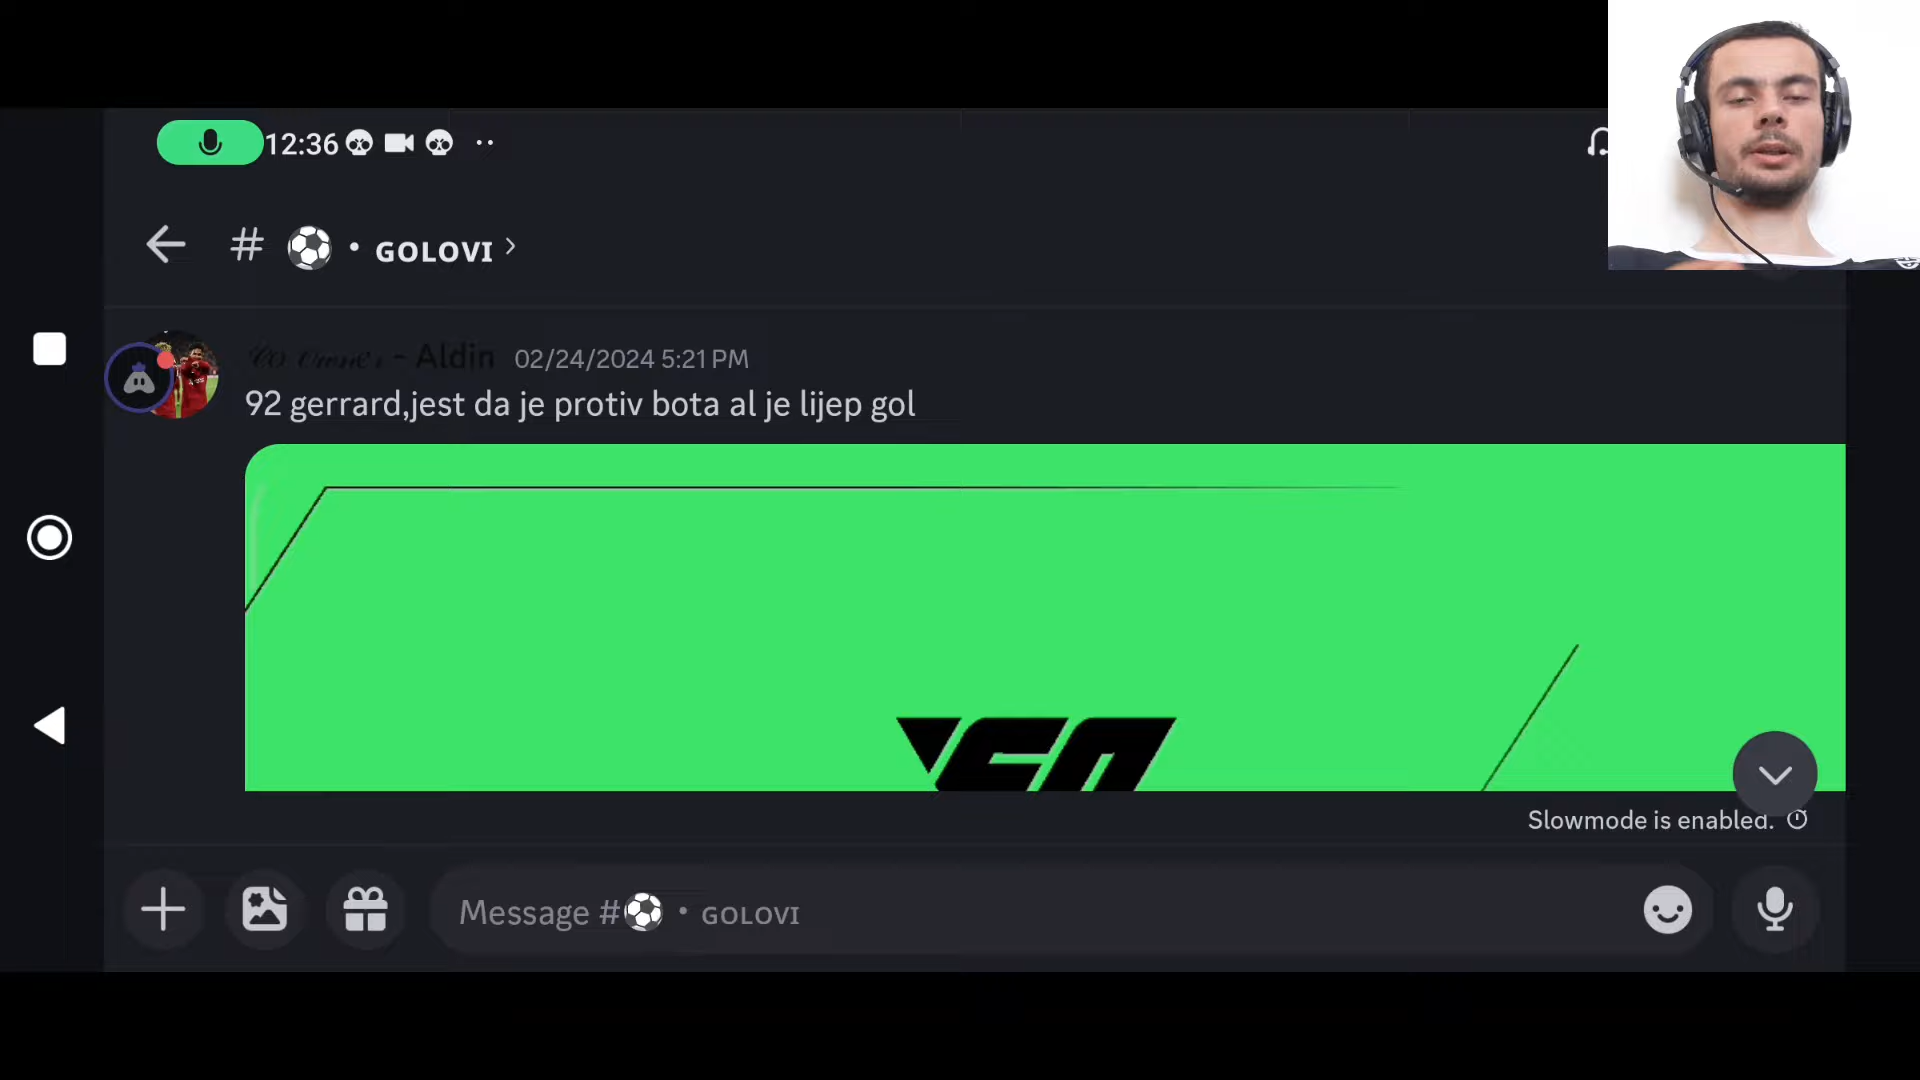 12:36
# ⚽ • GOLOVI
- Aldin 02/24/2024 5:21 PM
92 gerrard,jest da je protiv bota al je lijep gol
Slowmode is enabled.
Message #⚽ • GOLOVI